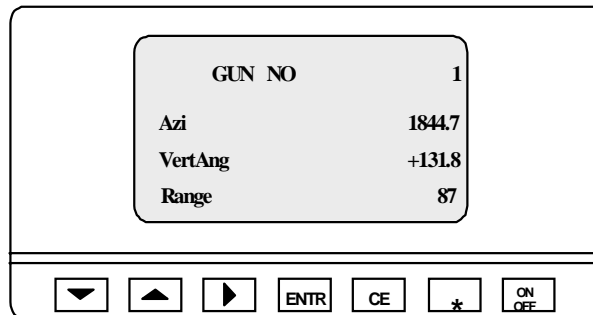 GUN NO 1
Azi 1844.7
VertAng +131.8
Range 87
ENTR CE * ON
OFF